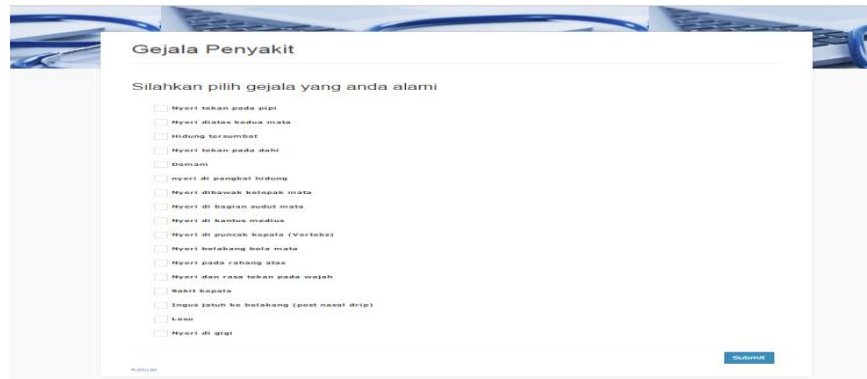 Gejala Penyakit
Silahkan pilih gejala yang anda alami
Nyeri tekan pada pipi
Nyeri diatas kedua mata
Hidung tersumbat
Nyeri tekan pada dahi
Demam
nyeri di pangkal hidung
Nyeri dibawah kelopak mata
Nyeri di bagian sudut mata
Nyeri di kantus medius
Nyeri di puncak kepala (Verteks)
Nyeri belakang bola mata
Nyeri pada rahang atas
Nyeri dan rasa tekan pada wajah
Sakit kepala
Ingus jatuh ke belakang (post nasal drip)
Lesu
Nyeri di gigi
Submit
Keluar